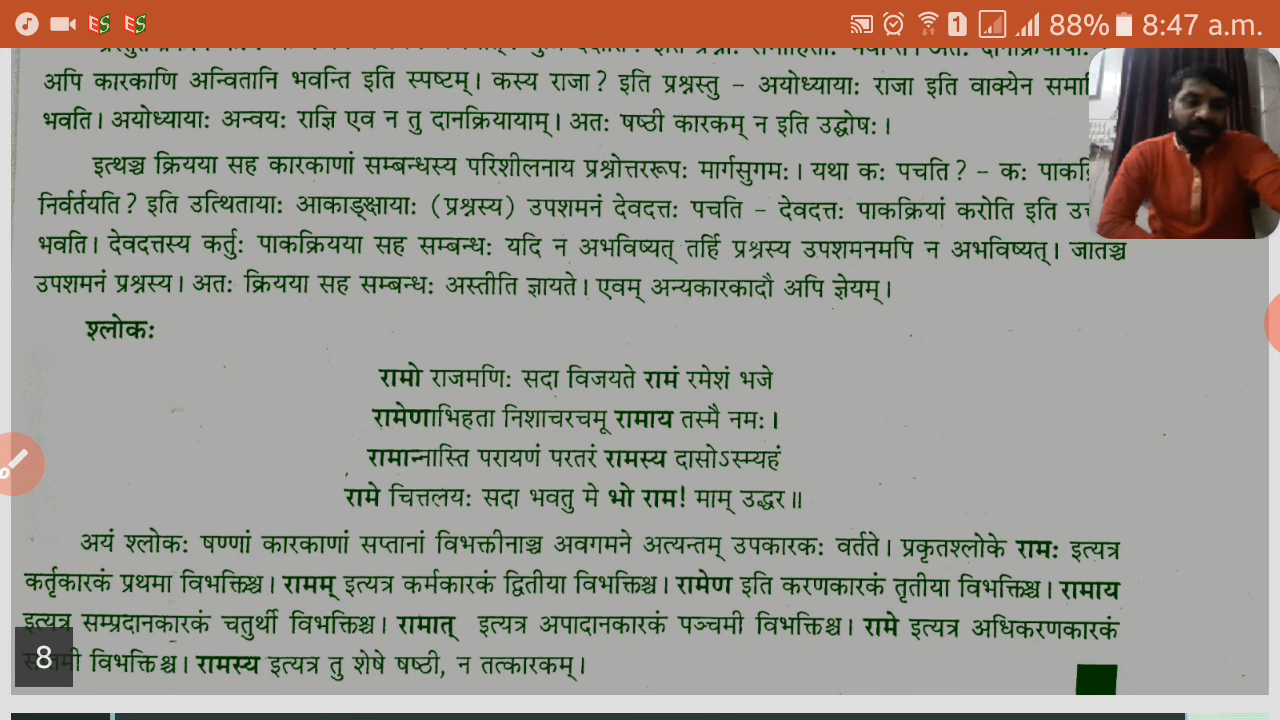 88% 8:47 a.m.
अपि कारकाणि अन्वितानि भवन्ति इति स्पष्टम्। कस्य राजा? इति प्रश्नस्तु – अयोध्यायाः राजा इति वाक्येन
भवति। अयोध्यायाः अन्वयः राज्ञि एव न तु दानक्रियायाम्। अतः षष्ठी कारकम् न इति उद्घोषः।
इत्थञ्च क्रियया सह कारकाणां सम्बन्धस्य परिशीलनाय प्रश्नोत्तररूपः मार्गसुगमः। यथा कः पचति? – कः
निर्वर्तयति? इति उत्थितायाः आकाङ्क्षायाः (प्रश्नस्य) उपशमनं देवदत्तः पचति – देवदत्तः पाकक्रियां करोति इति
भवति। देवदत्तस्य कर्तुः पाकक्रियया सह सम्बन्धः यदि न अभविष्यत् तर्हि प्रश्नस्य उपशमनमपि न अभविष्यत्। जातञ्च
उपशमनं प्रश्नस्य। अतः क्रियया सह सम्बन्धः अस्तीति ज्ञायते। एवम् अन्यकारकादौ अपि ज्ञेयम्।
श्लोकः
रामो राजमणिः सदा विजयते रामं रमेशं भजे
रामेणाभिहता निशाचरचमू रामाय तस्मै नमः।
रामान्नास्ति परायणं परतरं रामस्य दासोऽस्म्यहं
रामे चित्तलयः सदा भवतु मे भो राम! माम् उद्धर॥
अयं श्लोकः षण्णां कारकाणां सप्तानां विभक्तीनाञ्च अवगमने अत्यन्तम् उपकारकः वर्तते। प्रकृतश्लोके रामः इत्यत्र
कर्तृकारकं प्रथमा विभक्तिश्च। रामम् इत्यत्र कर्मकारकं द्वितीया विभक्तिश्च। रामेण इति करणकारकं तृतीया विभक्तिश्च। रामाय
इत्यत्र सम्प्रदानकारकं चतुर्थी विभक्तिश्च। रामात् इत्यत्र अपादानकारकं पञ्चमी विभक्तिश्च। रामे इत्यत्र अधिकरणकारकं
विभक्तिश्च। रामस्य इत्यत्र तु शेषे षष्ठी, न तत्कारकम्।
8